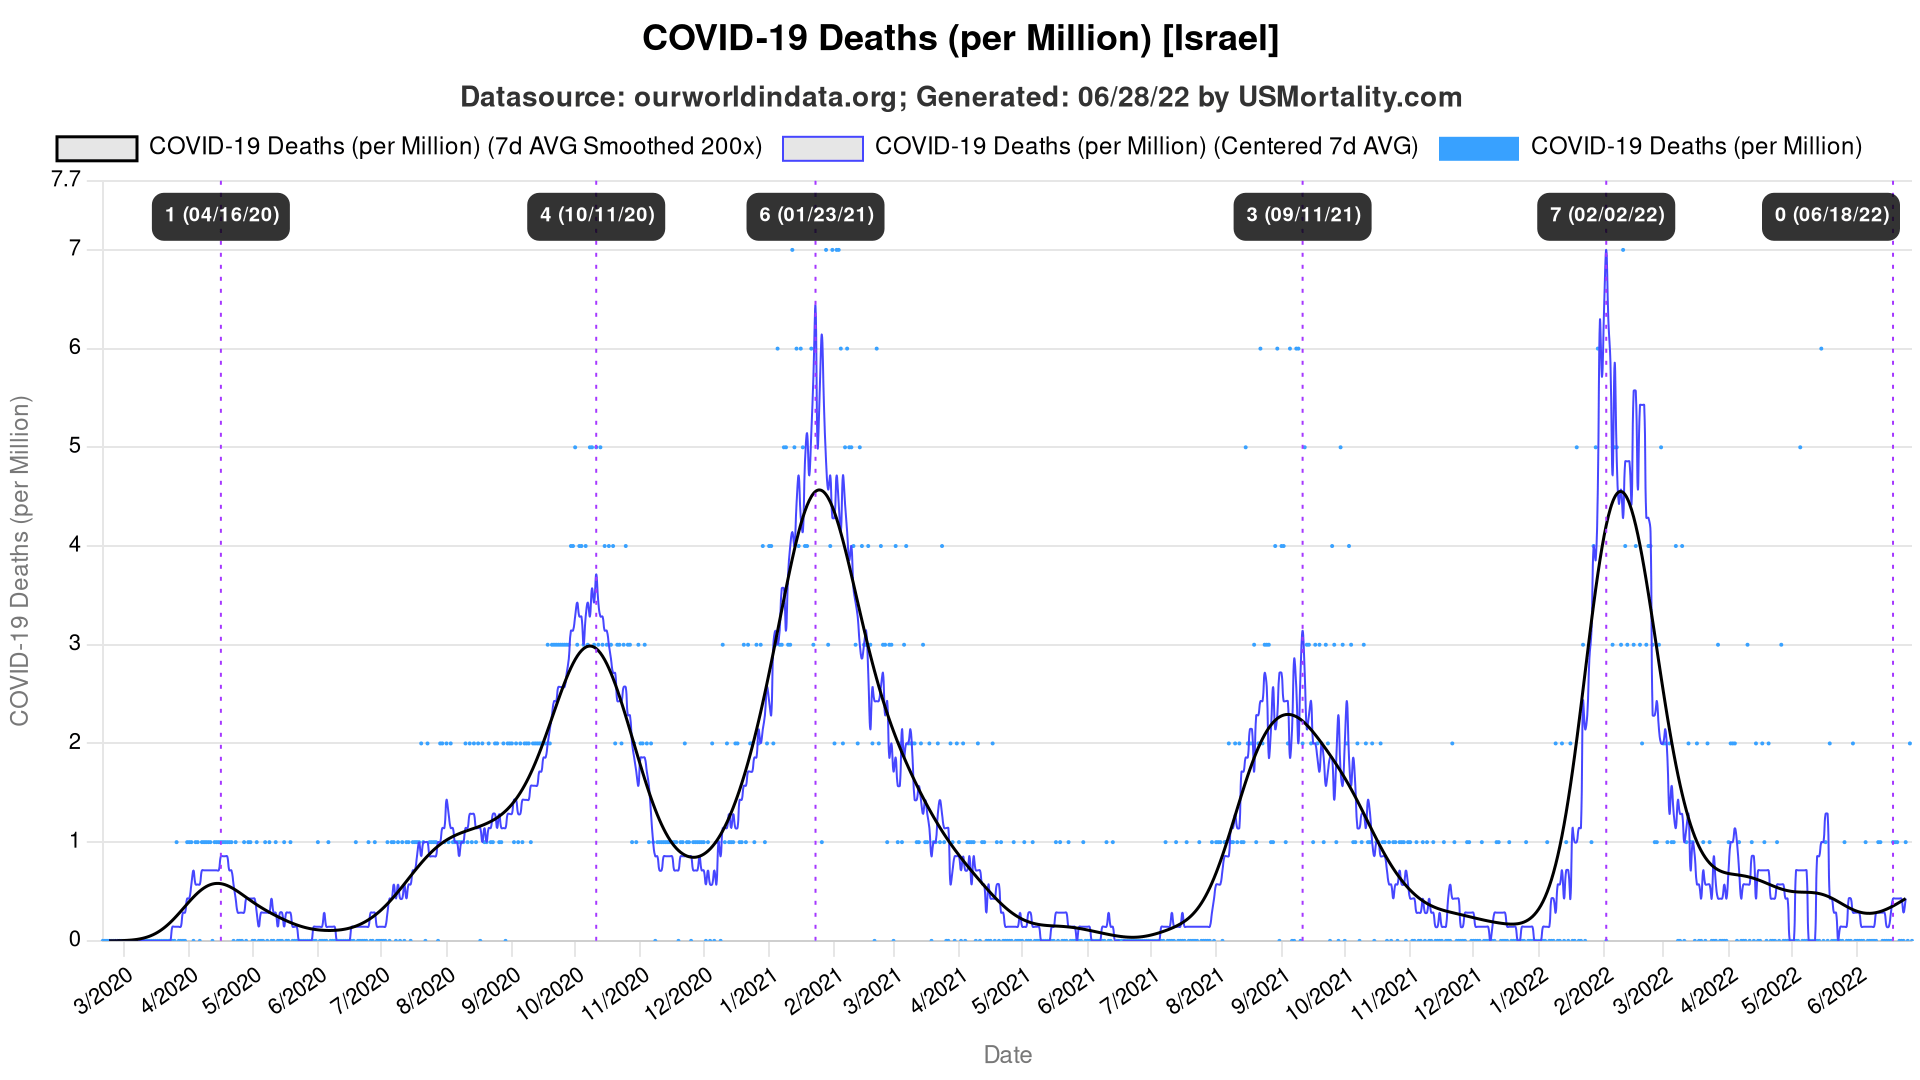 COVID-19 Deaths (per Million) [Israel]
Datasource: ourworldindata.org; Generated: 06/28/22 by USMortality.com
COVID-19 Deaths (per Million) (7d AVG Smoothed 200x) COVID-19 Deaths (per Million) (Centered 7d AVG) COVID-19 Deaths (per Million)
7.7
1 (04/16/20) 4 (10/11/20) 6 (01/23/21) 3 (09/11/21) 7 (02/02/22) 0 (06/18/22)
7
6
5
4
3
2
1
0
COVID-19 Deaths (per Million)
3/2020 4/2020 5/2020 6/2020 7/2020 8/2020 9/2020 10/2020 11/2020 12/2020 1/2021 2/2021 3/2021 4/2021 5/2021 6/2021 7/2021 8/2021 9/2021 10/2021 11/2021 12/2021 1/2022 2/2022 3/2022 4/2022 5/2022 6/2022
Date